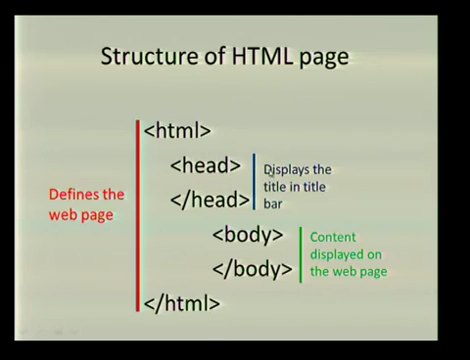 Structure of HTML page
<html>
<head>
Displays the
title in title
bar
</head>
Defines the
web page
<body>
Content
displayed on
the web page
</body>
</html>